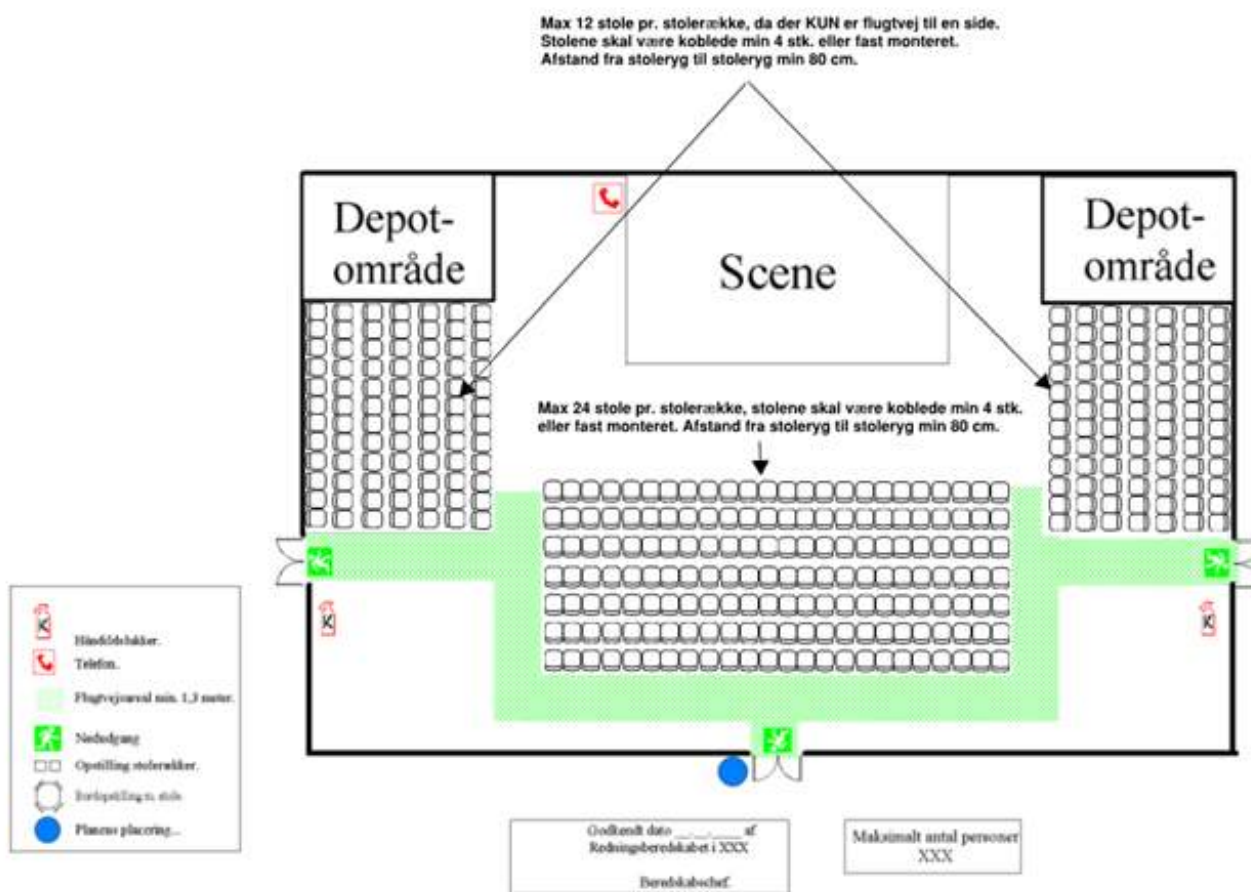 Max 12 stole pr. stolerække, da der KUN er flugtvej til en side.
Stolene skal være koblede min 4 stk. eller fast monteret.
Afstand fra stoleryg til stoleryg min 80 cm.
Depot-
område
Scene
Depot-
område
Max 24 stole pr. stolerække, stolene skal være koblede min 4 stk.
eller fast monteret. Afstand fra stoleryg til stoleryg min 80 cm.
K
K
K
Håndildslukker.
Telefon.
Flugtvejsareal min. 1,3 meter.
Nødudgang
Opstilling stolerækker.
Bordopstilling m. stole.
Planens placering...
Godkendt dato __.__.____ af
Redningsberedskabet i XXX
Beredskabschef.
Maksimalt antal personer
XXX